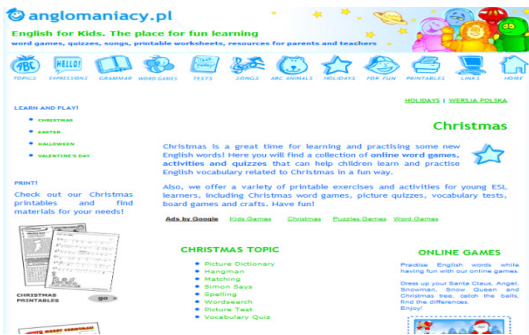 anglomaniacy.pl
English for Kids. The place for fun learning
word games, quizzes, songs, printable worksheets, resources for parents and teachers
ABC HELLO!
TOPICS EXPRESSIONS GRAMMAR WORD GAMES TESTS SONGS ABC ANIMALS HOLIDAYS FOR FUN PRINTABLES LINKS HOME
HOLIDAYS | WERSJA POLSKA
LEARN AND PLAY!
CHRISTMAS
EASTER
HALLOWEEN
VALENTINE'S DAY
PRINT!
Check out our Christmas
printables and find
materials for your needs!
CHRISTMAS
PRINTABLES
go
Christmas
Christmas is a great time for learning and practising some new
English words! Here you will find a collection of online word games,
activities and quizzes that can help children learn and practise
English vocabulary related to Christmas in a fun way.
Also, we offer a variety of printable exercises and activities for young ESL
learners, including Christmas word games, picture quizzes, vocabulary tests,
board games and crafts. Have fun!
Ads by Google Kids Games Christmas Puzzles Games Word Games
CHRISTMAS TOPIC
Picture Dictionary
Hangman
Matching
Simon Says
Spelling
Wordsearch
Picture Test
Vocabulary Quiz
ONLINE GAMES
Practise English words while
having fun with our online games.
Dress up your Santa Claus, Angel,
Snowman, Snow Queen and
Christmas tree, catch the balls,
find the differences.
Enjoy!